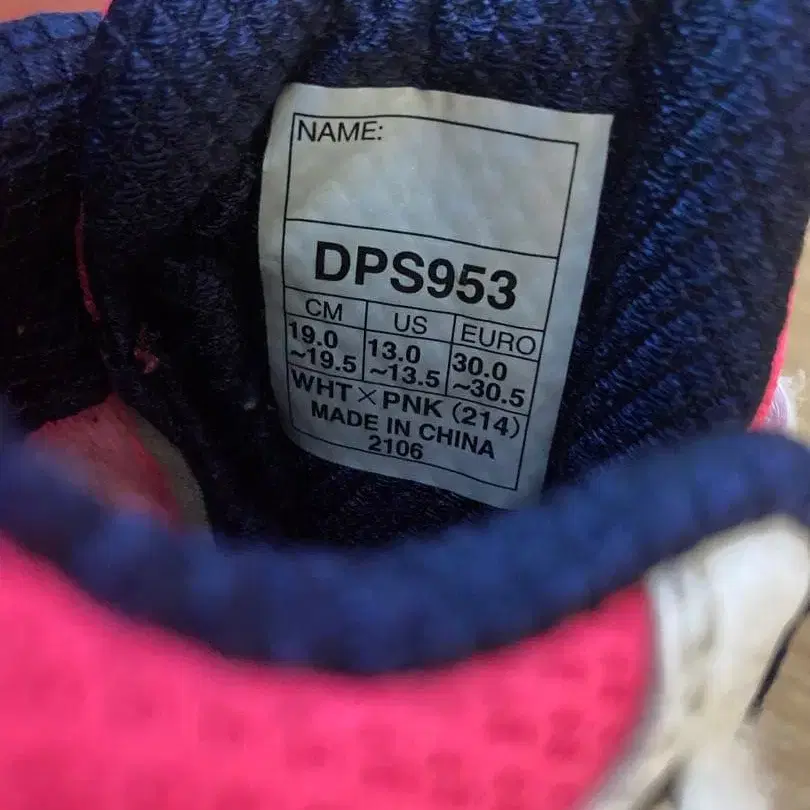 NAME:
DPS953
CM US EURO
19.0 13.0 30.0
~19.5 ~13.5 ~30.5
WHT×PNK (214)
MADE IN CHINA
2106